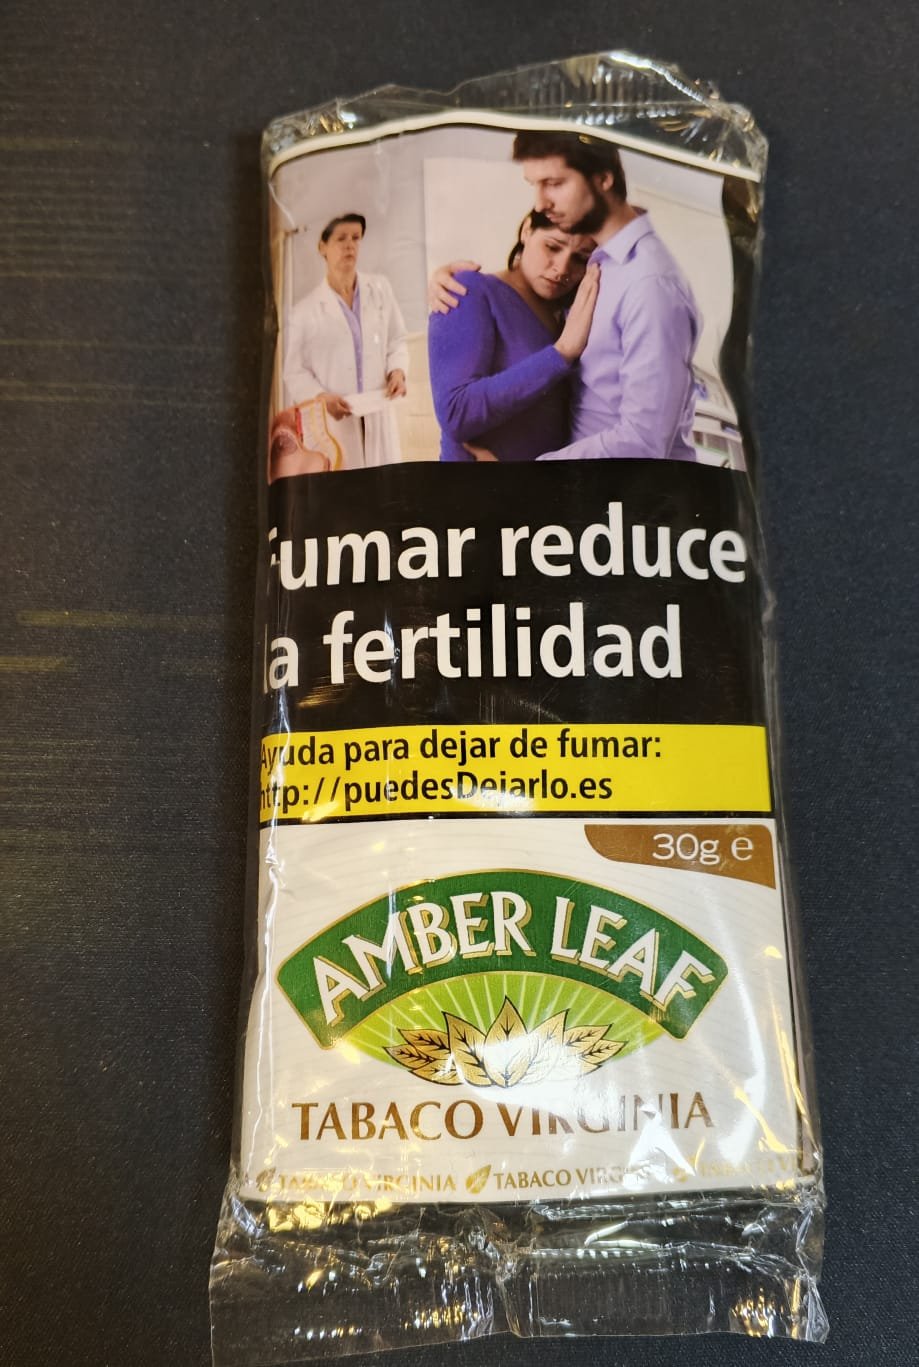 Fumar reduce
la fertilidad
Ayuda para dejar de fumar:
http://puedesDejarlo.es
30g e
AMBER LEAF
TABACO VIRGINIA
TABACO VIRGINIA TABACO VIRGINIA